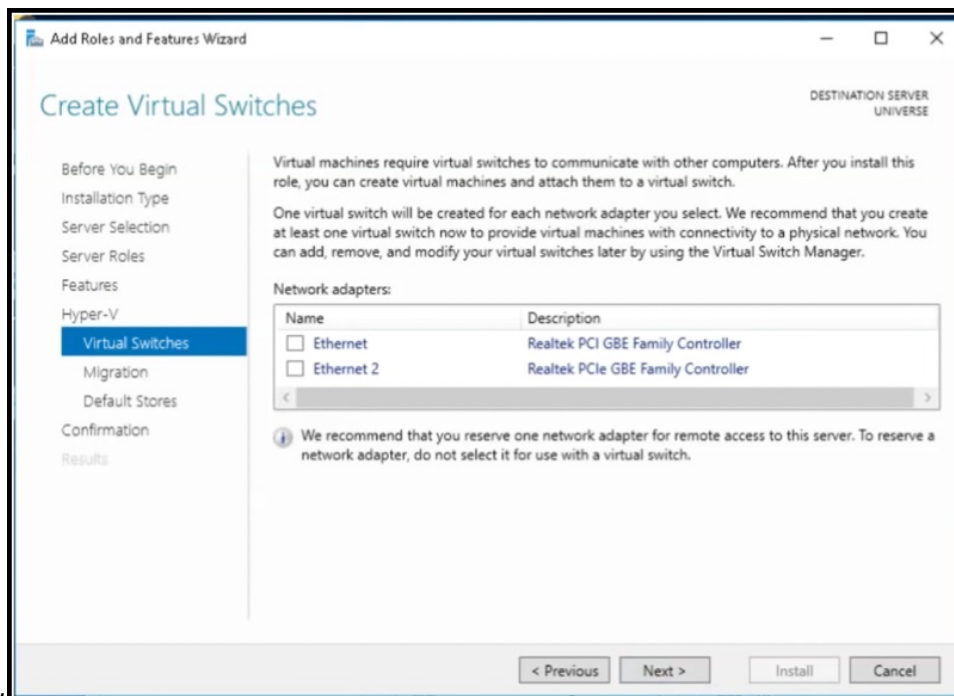 Add Roles and Features Wizard
Create Virtual Switches
DESTINATION SERVER
UNIVERSE
Before You Begin
Installation Type
Server Selection
Server Roles
Features
Hyper-V
Virtual Switches
Migration
Default Stores
Confirmation
Results
Virtual machines require virtual switches to communicate with other computers. After you install this
role, you can create virtual machines and attach them to a virtual switch.
One virtual switch will be created for each network adapter you select. We recommend that you create
at least one virtual switch now to provide virtual machines with connectivity to a physical network. You
can add, remove, and modify your virtual switches later by using the Virtual Switch Manager.
Network adapters:
Name Description
Ethernet Realtek PCI GBE Family Controller
Ethernet 2 Realtek PCIe GBE Family Controller
We recommend that you reserve one network adapter for remote access to this server. To reserve a
network adapter, do not select it for use with a virtual switch.
< Previous Next > Install Cancel